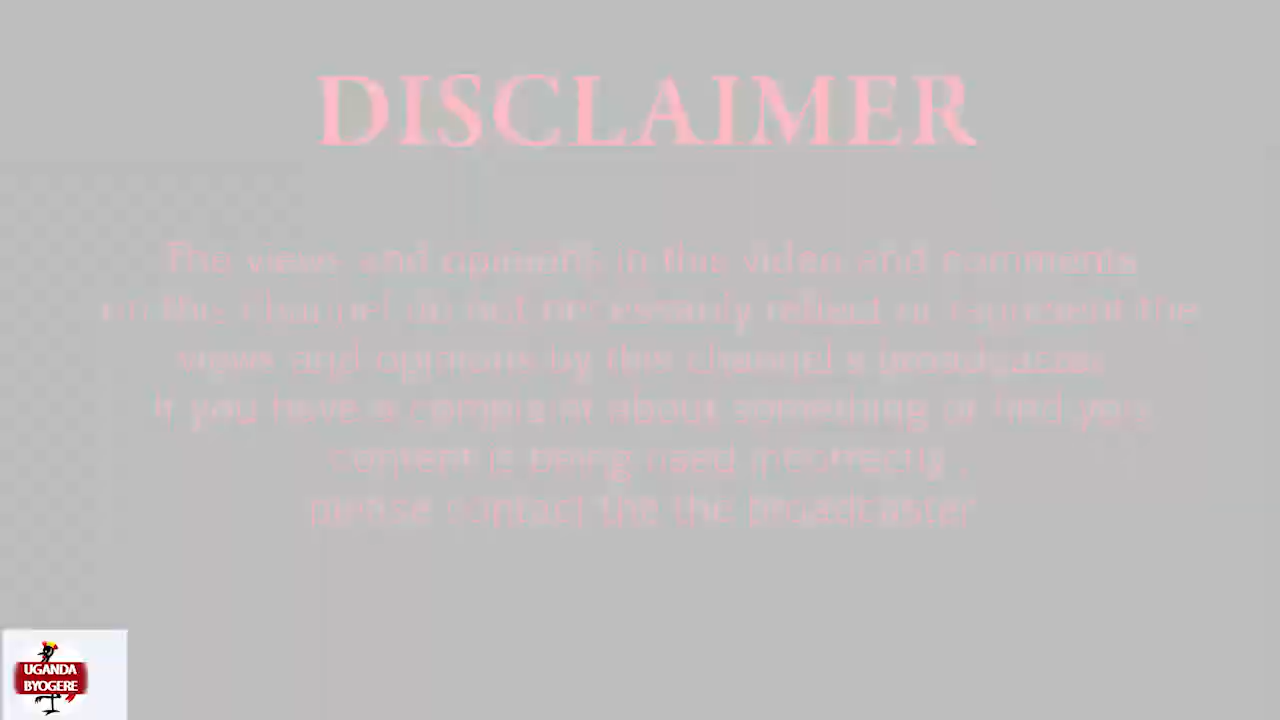 DISCLAIMER
The views and opinions in this video and comments
on this channel do not necessarily reflect or represent the
views and opinions by this channel's broadcaster
If you have a complaint about something or find your
content is being used incorrectly ,
please contact the the broadcaster
UGANDA
BYOGERE